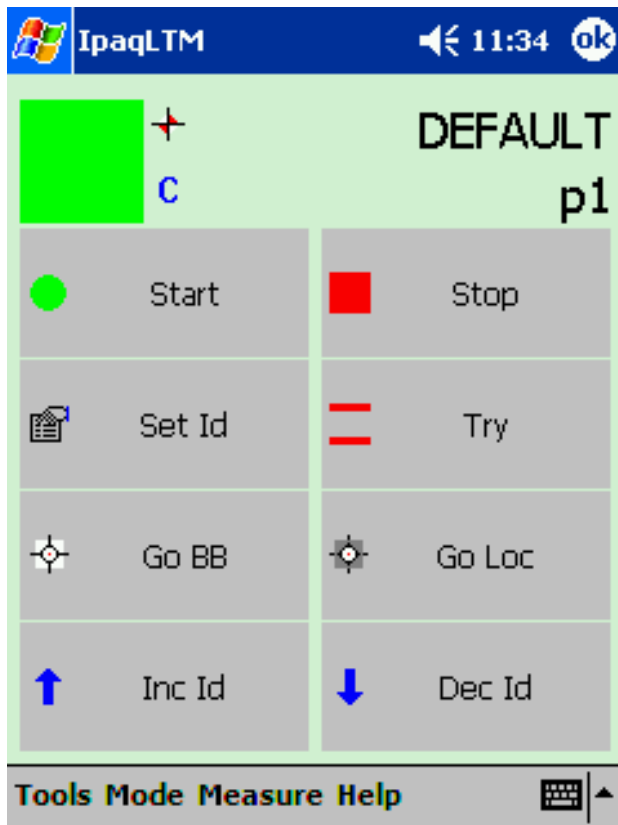 IpaqLTM 11:34 ok
DEFAULT
C
p1
Start Stop
Set Id Try
Go BB Go Loc
Inc Id Dec Id
Tools Mode Measure Help